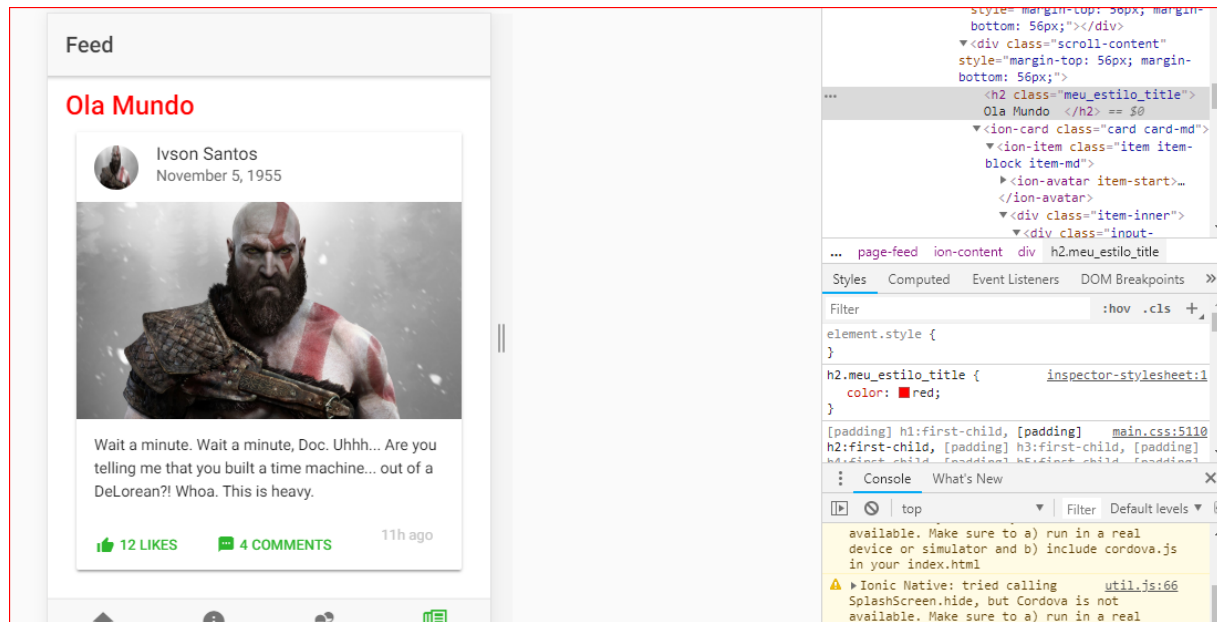 Feed
Ola Mundo
Ivson Santos
November 5, 1955
Wait a minute. Wait a minute, Doc. Uhhh... Are you
telling me that you built a time machine... out of a
DeLorean?! Whoa. This is heavy.
12 LIKES
4 COMMENTS
11h ago
style="margin-top: 56px; margin-
bottom: 56px;"></div>
▼<div class="scroll-content"
style="margin-top: 56px; margin-
bottom: 56px;">
... <h2 class="meu_estilo_title">
Ola Mundo  </h2> == $0
▼<ion-card class="card card-md">
▼<ion-item class="item item-
block item-md">
▶<ion-avatar item-start>…
</ion-avatar>
▼<div class="item-inner">
▼<div class="input-
... page-feed ion-content div h2.meu_estilo_title
Styles Computed Event Listeners DOM Breakpoints »
Filter :hov .cls +
element.style {
}
h2.meu_estilo_title { inspector-stylesheet:1
color: red;
}
[padding] h1:first-child, [padding] main.css:5110
h2:first-child, [padding] h3:first-child, [padding]
h4:first-child, [padding] h5:first-child, [padding]
Console What's New
top Filter Default levels ▼
available. Make sure to a) run in a real
device or simulator and b) include cordova.js
in your index.html
▶Ionic Native: tried calling util.js:66
SplashScreen.hide, but Cordova is not
available. Make sure to a) run in a real